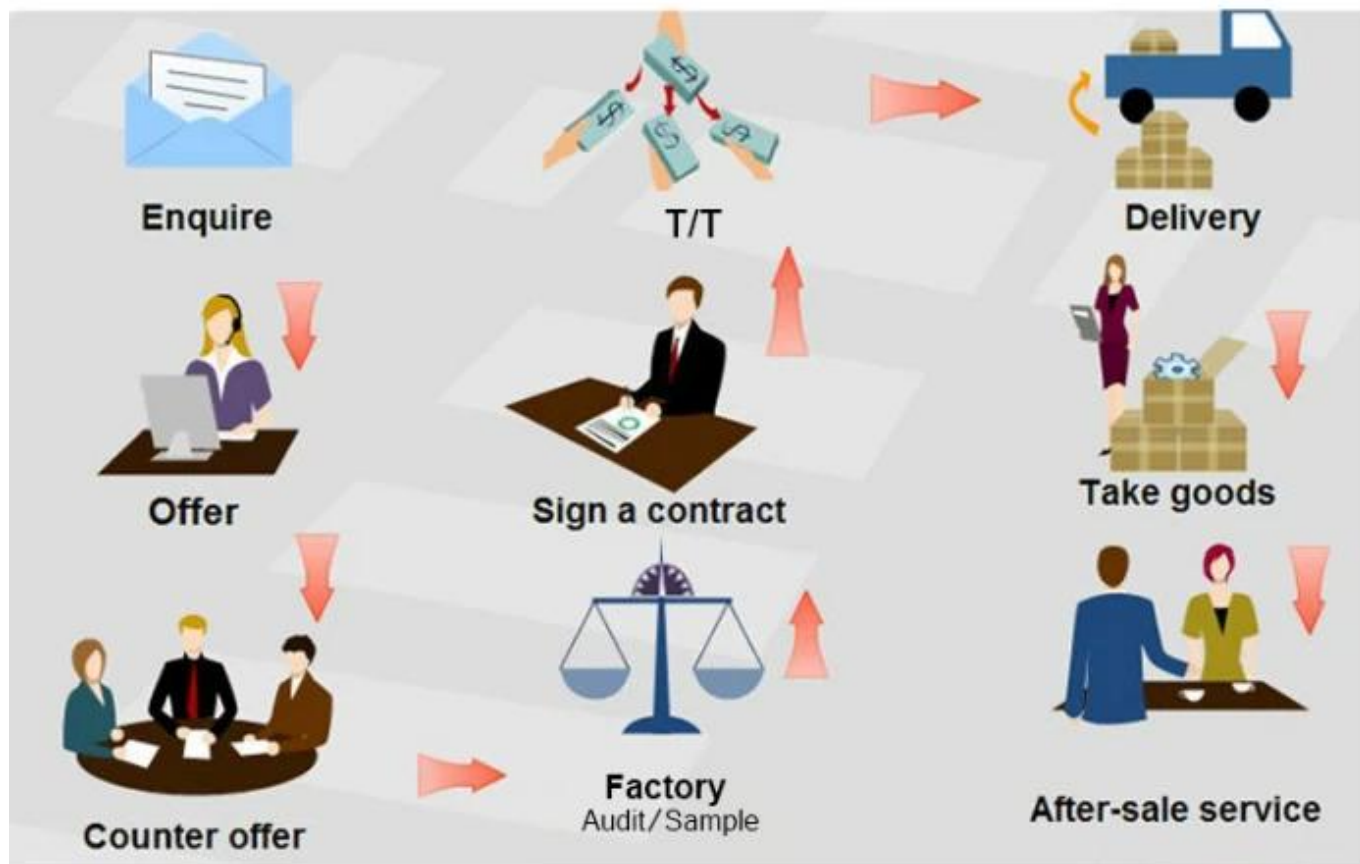 Enquire
T/T
Delivery
Offer
Sign a contract
Take goods
Counter offer
Factory
Audit/Sample
After-sale service